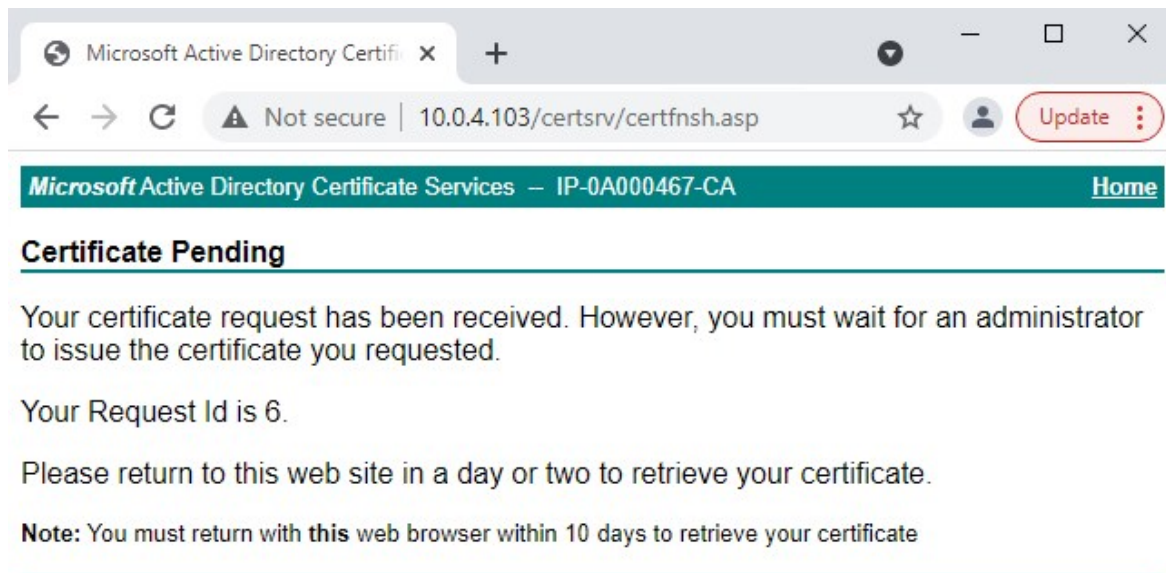 Microsoft Active Directory Certifi
Not secure | 10.0.4.103/certsrv/certfnsh.asp
Update
Microsoft Active Directory Certificate Services -- IP-0A000467-CA
Home
Certificate Pending
Your certificate request has been received. However, you must wait for an administrator
to issue the certificate you requested.
Your Request Id is 6.
Please return to this web site in a day or two to retrieve your certificate.
Note: You must return with this web browser within 10 days to retrieve your certificate